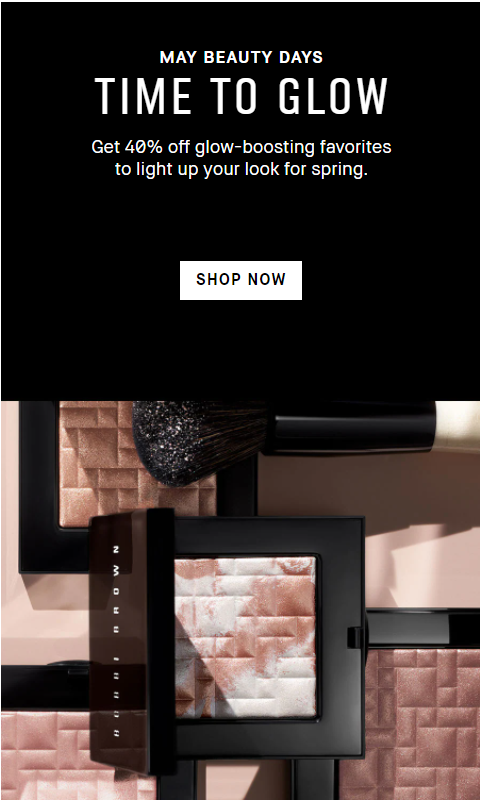 MAY BEAUTY DAYS
TIME TO GLOW
Get 40% off glow-boosting favorites
to light up your look for spring.
SHOP NOW
BOBBI BROWN